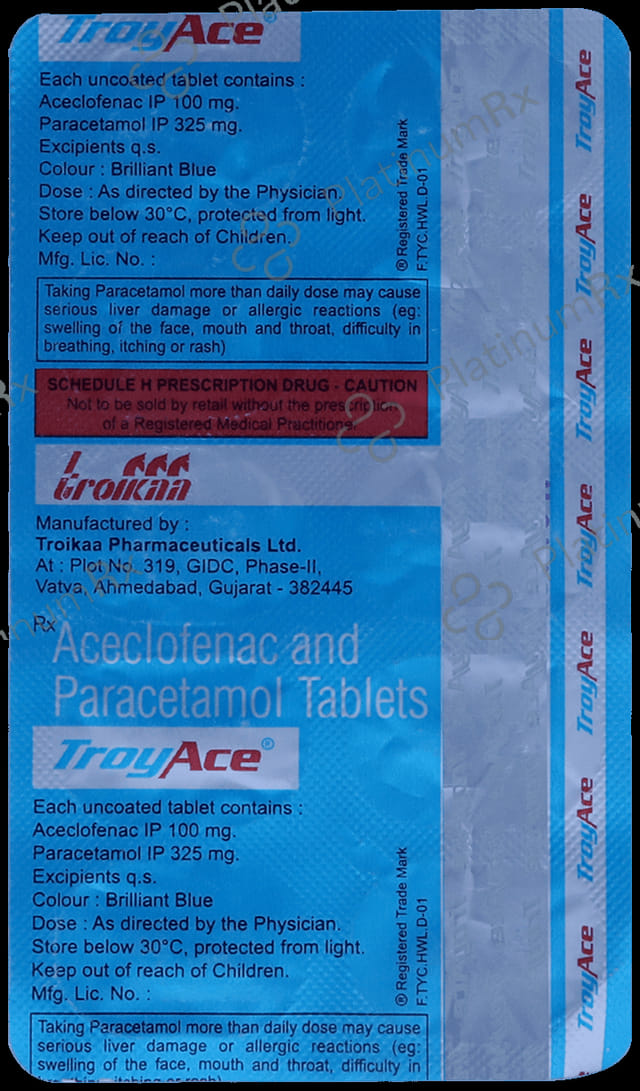 TroyAce®
Each uncoated tablet contains :
Aceclofenac IP 100 mg.
Paracetamol IP 325 mg.
Excipients q.s.
Colour : Brilliant Blue
Dose : As directed by the Physician.
Store below 30°C, protected from light.
Keep out of reach of Children.
Mfg. Lic. No. :
® Registered Trade Mark
F.TYC.HWL.D-01
Taking Paracetamol more than daily dose may cause
serious liver damage or allergic reactions (eg:
swelling of the face, mouth and throat, difficulty in
breathing, itching or rash)
SCHEDULE H PRESCRIPTION DRUG - CAUTION
Not to be sold by retail without the prescription
of a Registered Medical Practitioner.
troikaa
Manufactured by :
Troikaa Pharmaceuticals Ltd.
At : Plot No. 319, GIDC, Phase-II,
Vatva, Ahmedabad, Gujarat - 382445
Rx
Aceclofenac and
Paracetamol Tablets
TroyAce®
Each uncoated tablet contains :
Aceclofenac IP 100 mg.
Paracetamol IP 325 mg.
Excipients q.s.
Colour : Brilliant Blue
Dose : As directed by the Physician.
Store below 30°C, protected from light.
Keep out of reach of Children.
Mfg. Lic. No. :
® Registered Trade Mark
F.TYC.HWL.D-01
Taking Paracetamol more than daily dose may cause
serious liver damage or allergic reactions (eg:
swelling of the face, mouth and throat, difficulty in
itching or rash)
TroyAce
TroyAce
TroyAce
TroyAce
TroyAce
TroyAce
TroyAce
PlatinumRx
PlatinumRx
PlatinumRx